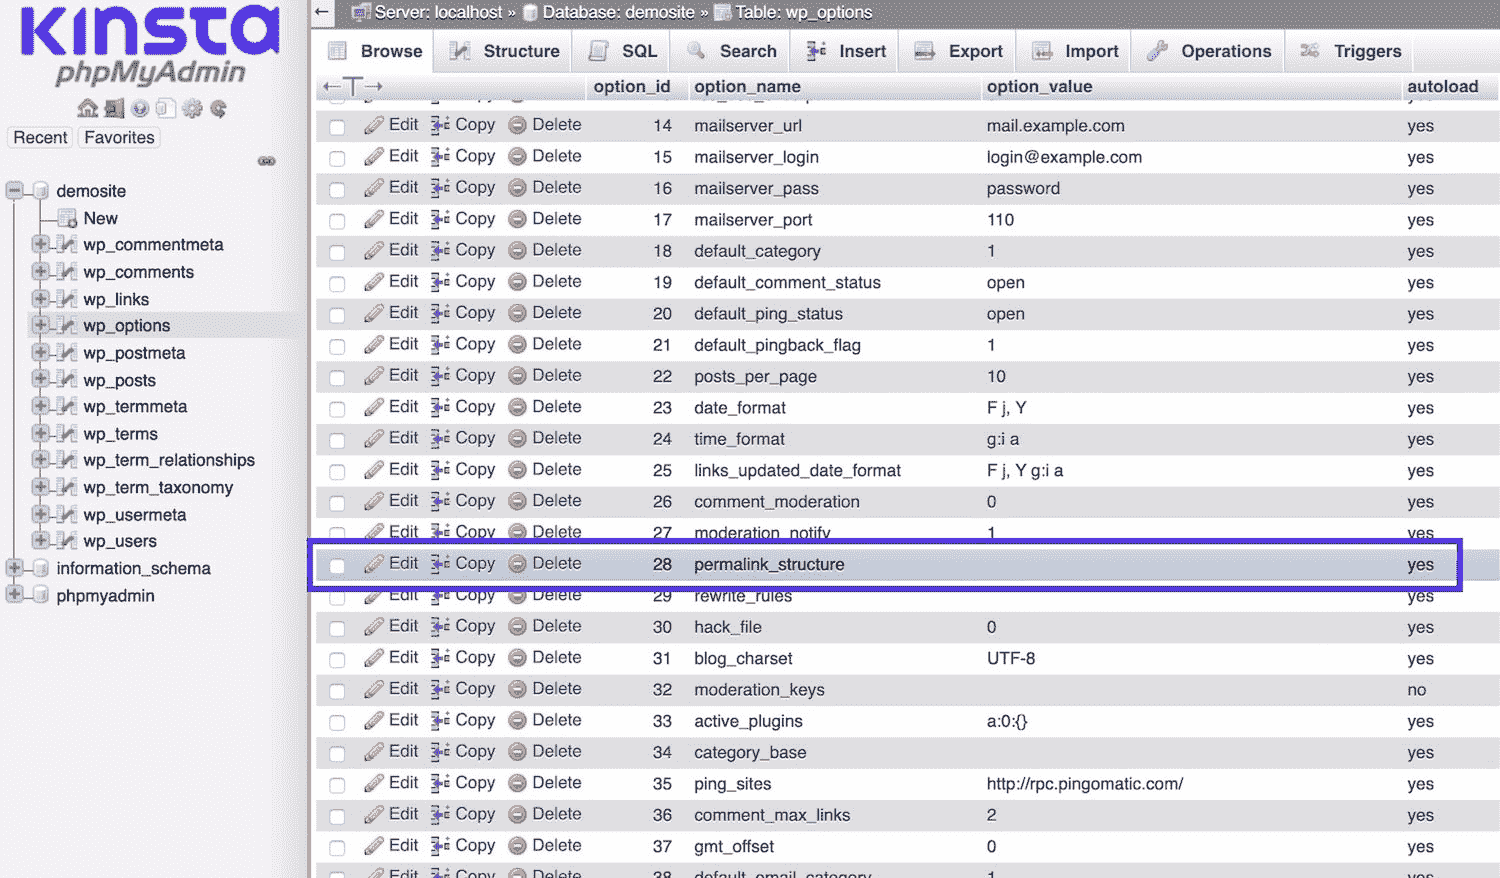 KINSTA
phpMyAdmin
Recent Favorites
demosite
New
wp_commentmeta
wp_comments
wp_links
wp_options
wp_postmeta
wp_posts
wp_termmeta
wp_terms
wp_term_relationships
wp_term_taxonomy
wp_usermeta
wp_users
information_schema
phpmyadmin
Server: localhost » Database: demosite » Table: wp_options
Browse Structure SQL Search Insert Export Import Operations Triggers
option_id option_name option_value autoload
Edit Copy Delete 14 mailserver_url mail.example.com yes
Edit Copy Delete 15 mailserver_login login@example.com yes
Edit Copy Delete 16 mailserver_pass password yes
Edit Copy Delete 17 mailserver_port 110 yes
Edit Copy Delete 18 default_category 1 yes
Edit Copy Delete 19 default_comment_status open yes
Edit Copy Delete 20 default_ping_status open yes
Edit Copy Delete 21 default_pingback_flag 1 yes
Edit Copy Delete 22 posts_per_page 10 yes
Edit Copy Delete 23 date_format F j, Y yes
Edit Copy Delete 24 time_format g:i a yes
Edit Copy Delete 25 links_updated_date_format F j, Y g:i a yes
Edit Copy Delete 26 comment_moderation 0 yes
Edit Copy Delete 27 moderation_notify 1 yes
Edit Copy Delete 28 permalink_structure yes
Edit Copy Delete 29 rewrite_rules yes
Edit Copy Delete 30 hack_file 0 yes
Edit Copy Delete 31 blog_charset UTF-8 yes
Edit Copy Delete 32 moderation_keys no
Edit Copy Delete 33 active_plugins a:0:{} yes
Edit Copy Delete 34 category_base yes
Edit Copy Delete 35 ping_sites http://rpc.pingomatic.com/ yes
Edit Copy Delete 36 comment_max_links 2 yes
Edit Copy Delete 37 gmt_offset 0 yes
Edit Copy Delete 38 default_email_category 1 yes